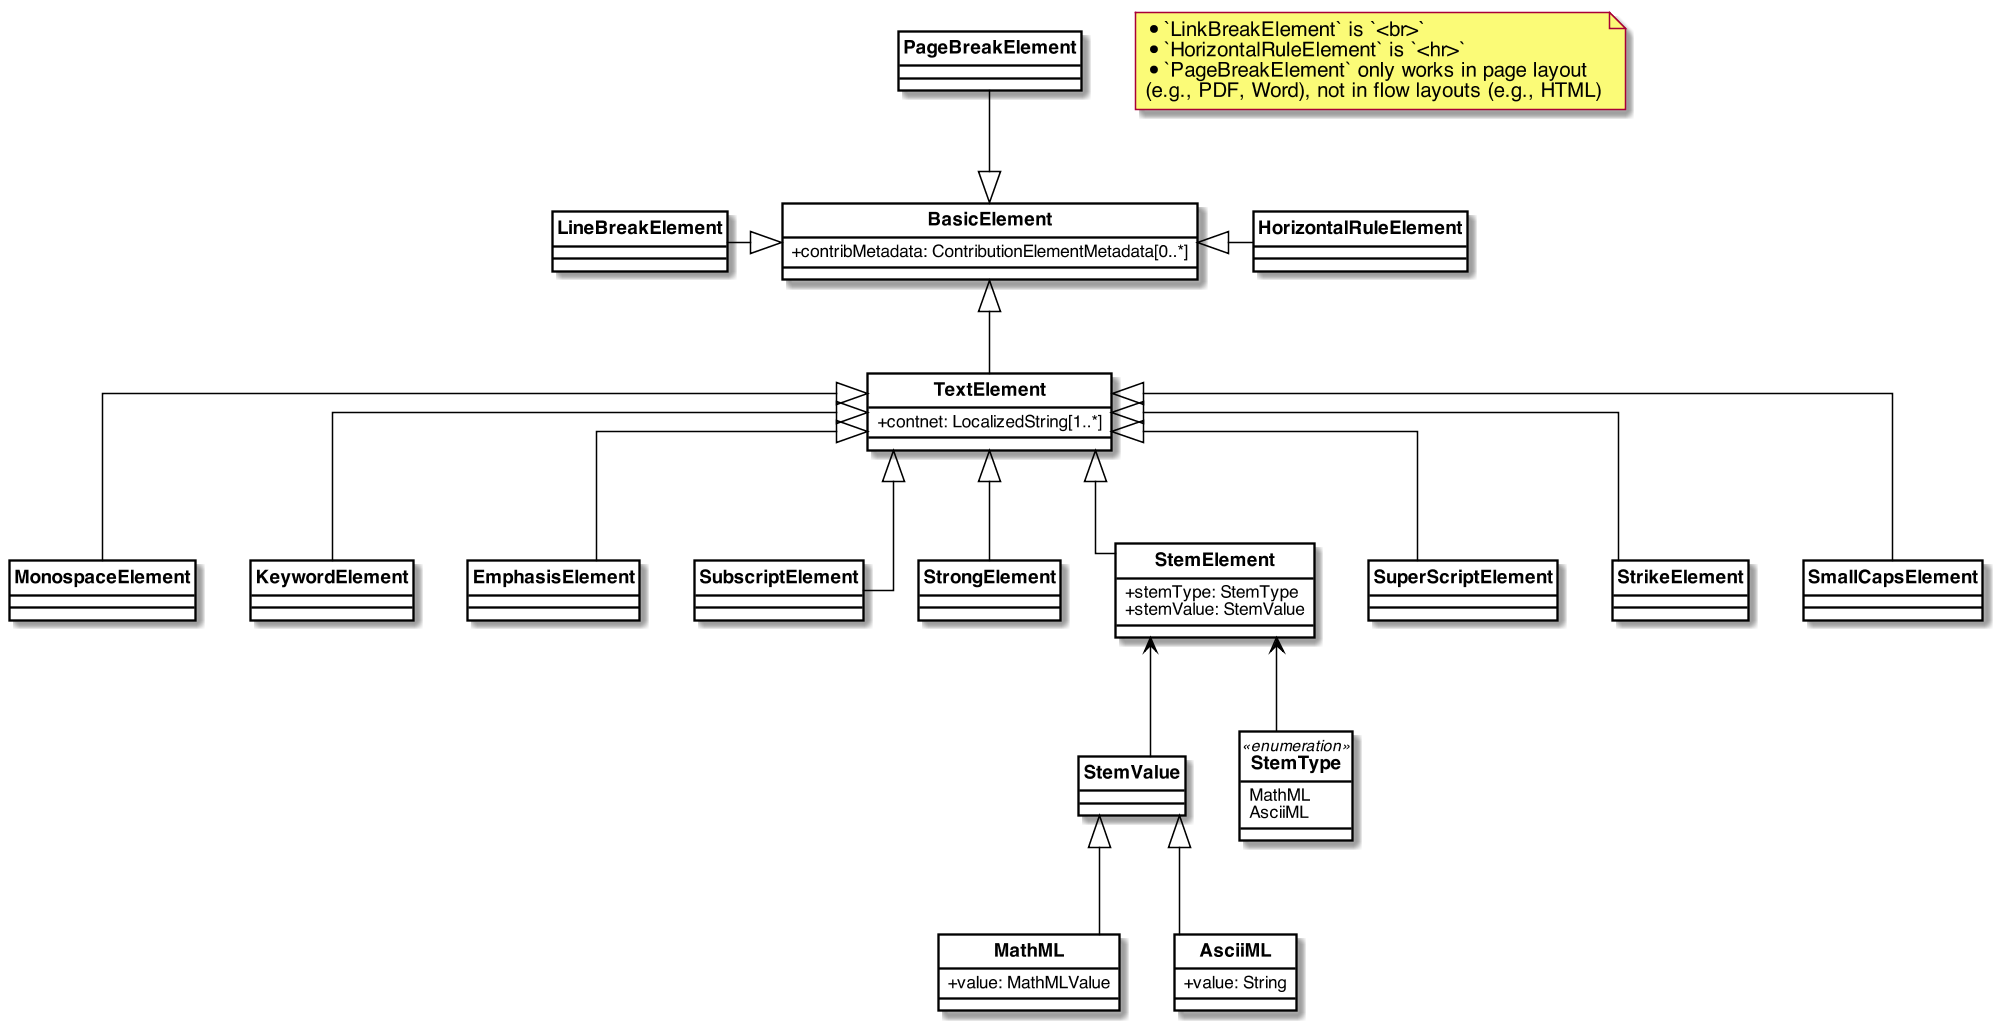 PageBreakElement
• `LinkBreakElement` is `<br>`
• `HorizontalRuleElement` is `<hr>`
• `PageBreakElement` only works in page layout
(e.g., PDF, Word), not in flow layouts (e.g., HTML)
LineBreakElement
BasicElement
+contribMetadata: ContributionElementMetadata[0..*]
HorizontalRuleElement
TextElement
+contnet: LocalizedString[1..*]
MonospaceElement
KeywordElement
EmphasisElement
SubscriptElement
StrongElement
StemElement
+stemType: StemType
+stemValue: StemValue
SuperScriptElement
StrikeElement
SmallCapsElement
StemValue
«enumeration»
StemType
MathML
AsciiML
MathML
+value: MathMLValue
AsciiML
+value: String